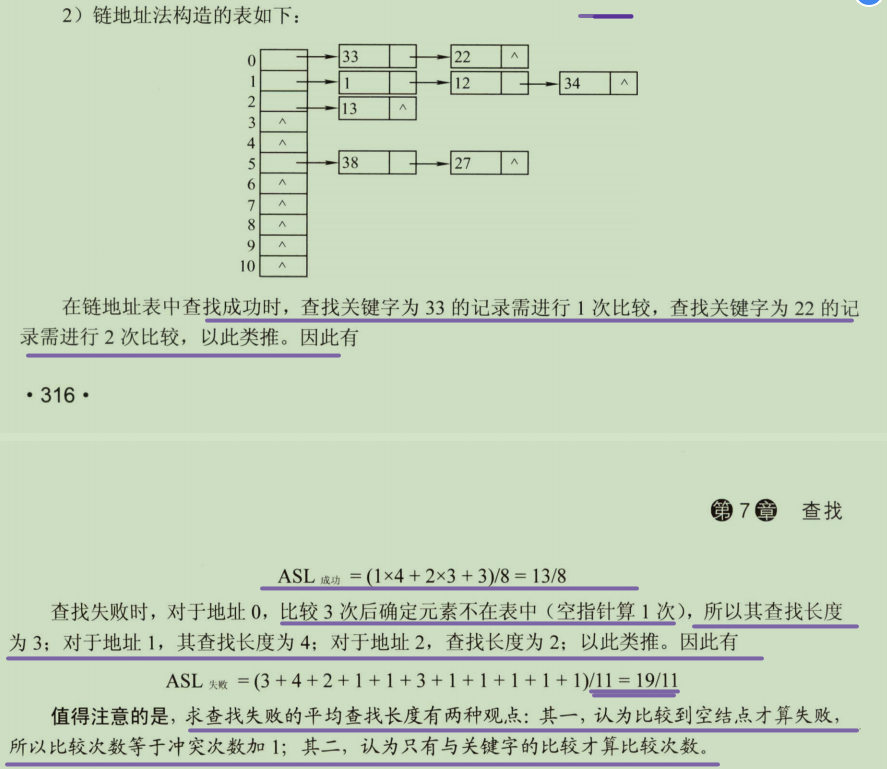 2）链地址法构造的表如下：
0 33 22 ^
1 1 12 34 ^
2 13 ^
3 ^
4 ^
5 38 27 ^
6 ^
7 ^
8 ^
9 ^
10 ^
在链地址表中查找成功时，查找关键字为 33 的记录需进行 1 次比较，查找关键字为 22 的记
录需进行 2 次比较，以此类推。因此有
· 316 ·
第 7 章 查找
ASL 成功 = (1×4 + 2×3 + 3)/8 = 13/8
查找失败时，对于地址 0，比较 3 次后确定元素不在表中（空指针算 1 次），所以其查找长度
为 3；对于地址 1，其查找长度为 4；对于地址 2，查找长度为 2；以此类推。因此有
ASL 失败 = (3 + 4 + 2 + 1 + 1 + 3 + 1 + 1 + 1 + 1 + 1)/11 = 19/11
值得注意的是，求查找失败的平均查找长度有两种观点：其一，认为比较到空结点才算失败，
所以比较次数等于冲突次数加 1；其二，认为只有与关键字的比较才算比较次数。